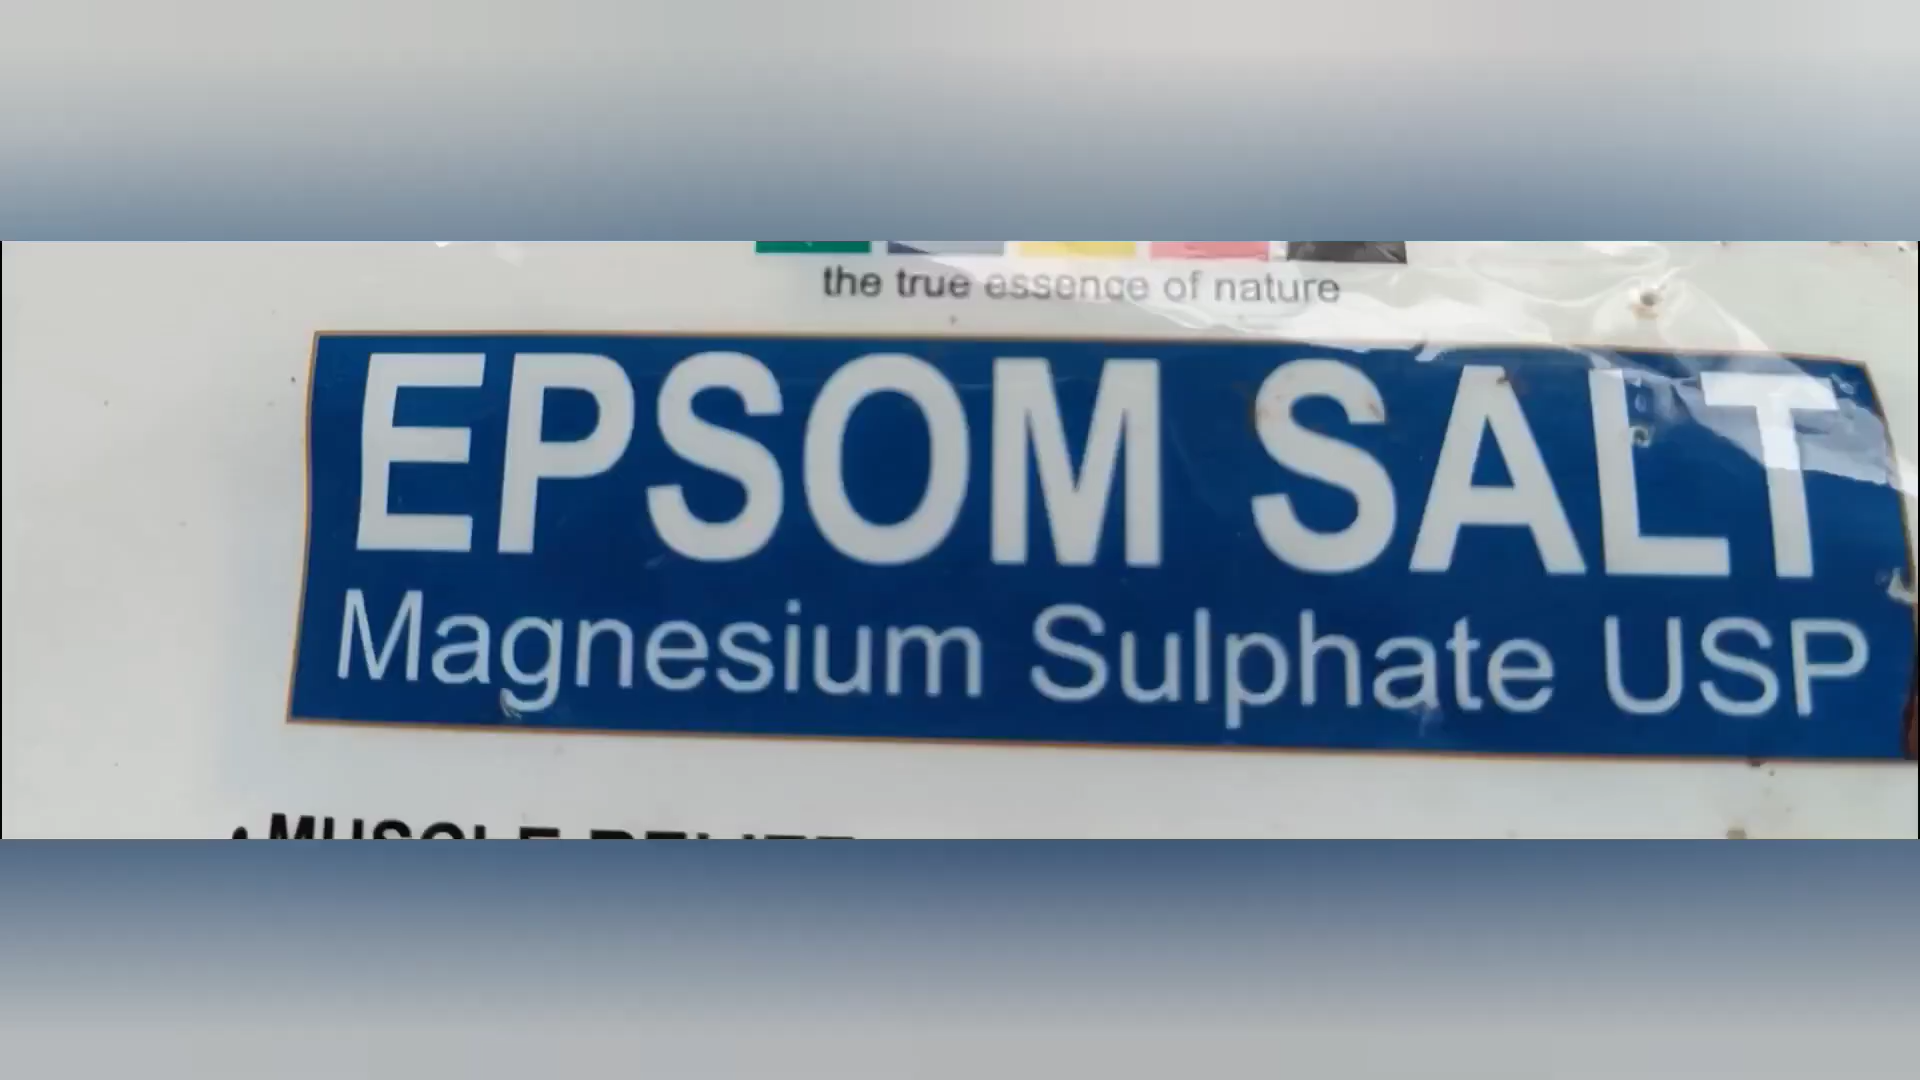 the true essence of nature
EPSOM SALT
Magnesium Sulphate USP
• MUSCLE RELIEF